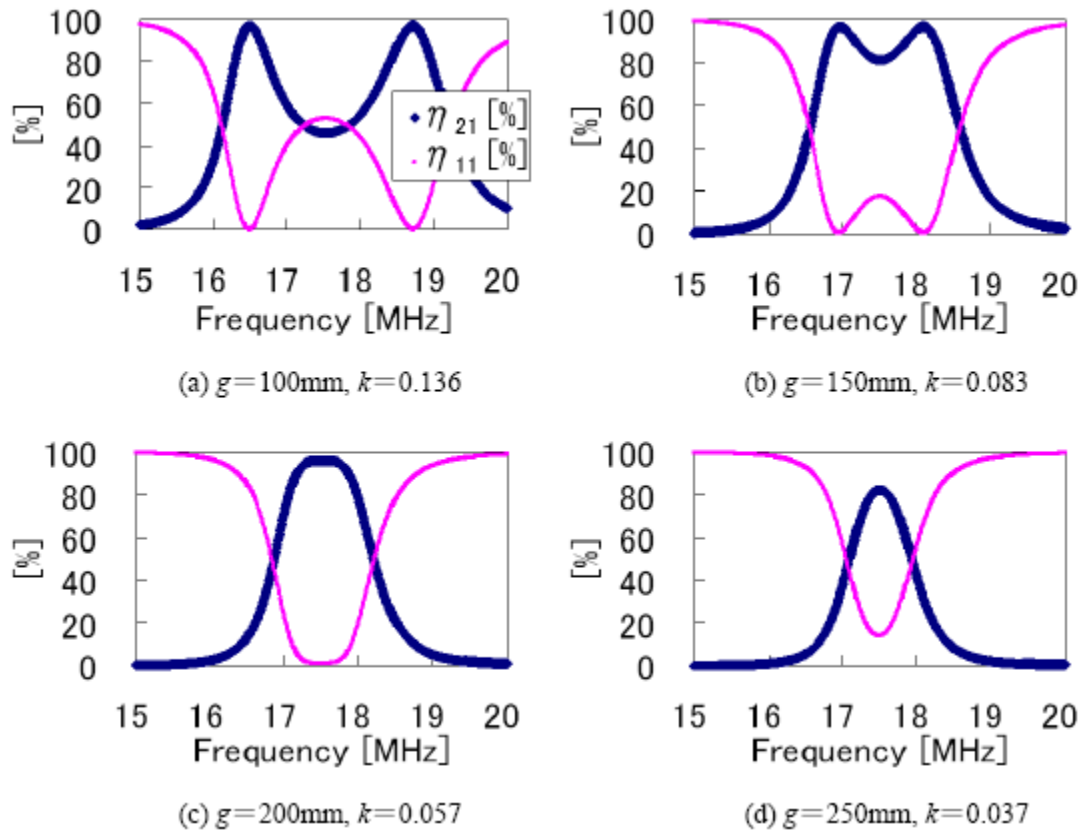 100
80
60
40
20
0
[%]
η 21 [%]
η 11 [%]
15 16 17 18 19 20
Frequency [MHz]
(a) g=100mm, k=0.136
100
80
60
40
20
0
[%]
15 16 17 18 19 20
Frequency [MHz]
(b) g=150mm, k=0.083
100
80
60
40
20
0
[%]
15 16 17 18 19 20
Frequency [MHz]
(c) g=200mm, k=0.057
100
80
60
40
20
0
[%]
15 16 17 18 19 20
Frequency [MHz]
(d) g=250mm, k=0.037